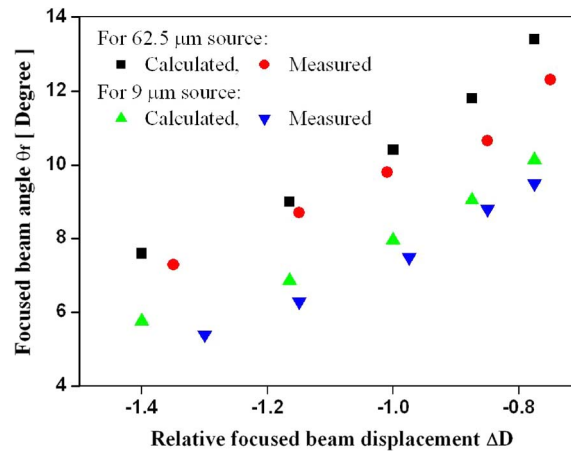 14
12
10
8
6
4
Focused beam angle θf [ Degree ]
For 62.5 μm source:
Calculated, Measured
For 9 μm source:
Calculated, Measured
-1.4 -1.2 -1.0 -0.8
Relative focused beam displacement ΔD